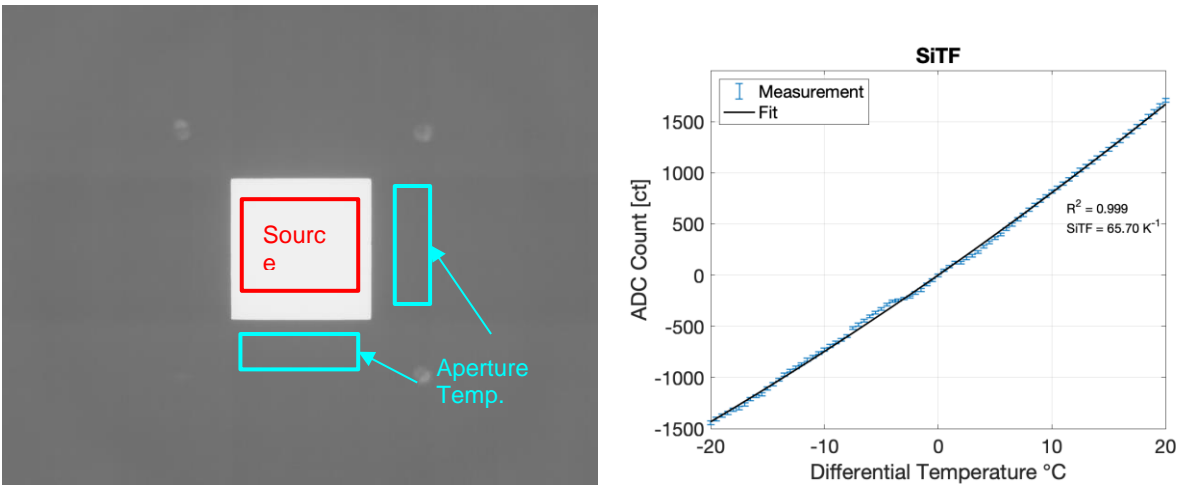 Sourc
e
Aperture
Temp.
SiTF
Measurement
Fit
R² = 0.999
SiTF = 65.70 K⁻¹
ADC Count [ct]
1500
1000
500
0
-500
-1000
-1500
-20
-10
0
10
20
Differential Temperature °C